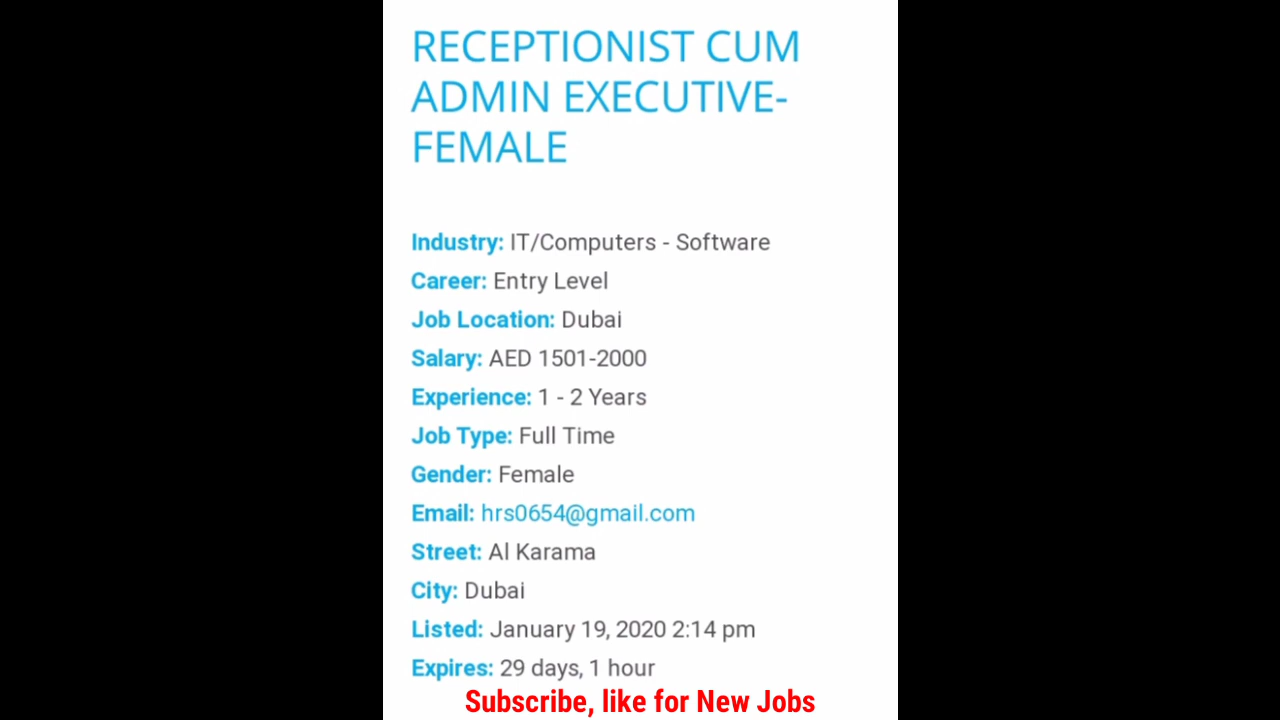 RECEPTIONIST CUM
ADMIN EXECUTIVE-
FEMALE
Industry: IT/Computers - Software
Career: Entry Level
Job Location: Dubai
Salary: AED 1501-2000
Experience: 1 - 2 Years
Job Type: Full Time
Gender: Female
Email: hrs0654@gmail.com
Street: Al Karama
City: Dubai
Listed: January 19, 2020 2:14 pm
Expires: 29 days, 1 hour
Subscribe, like for New Jobs